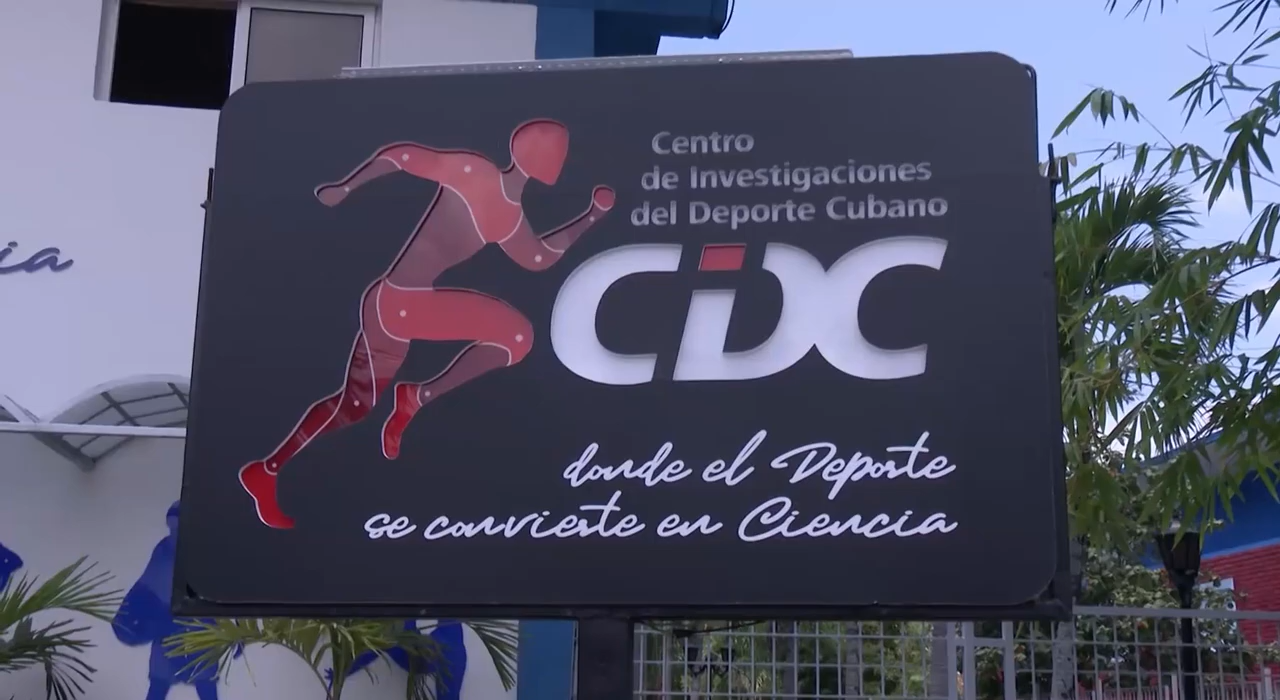 Centro
de Investigaciones
del Deporte Cubano
CiDC
donde el Deporte
se convierte en Ciencia